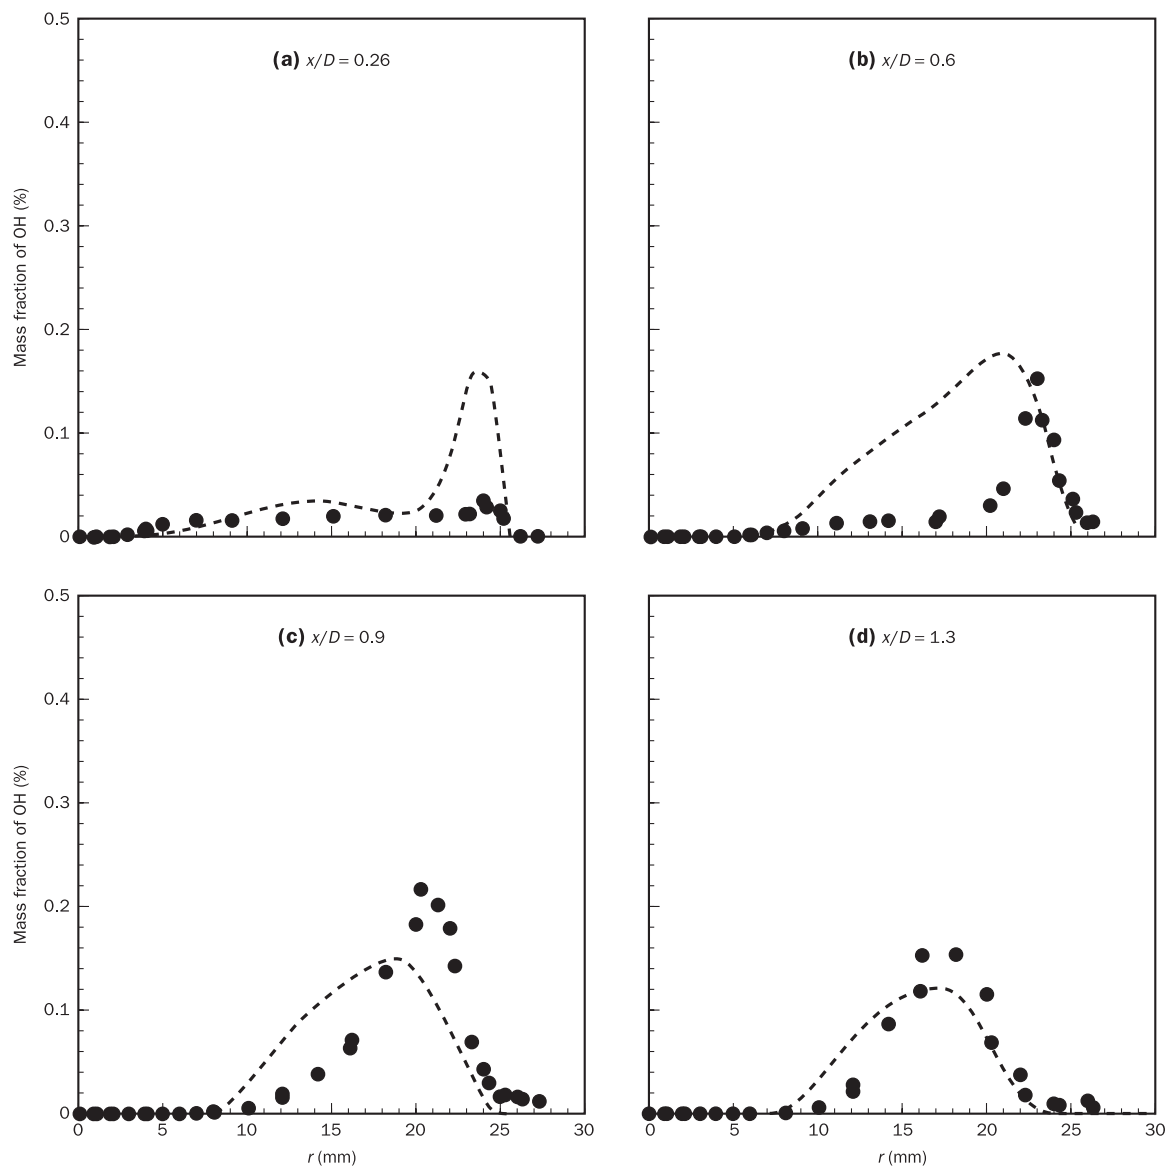 0.5
(a) x/D = 0.26
(b) x/D = 0.6
0.4
0.3
Mass fraction of OH (%)
0.2
0.1
0
0.5
(c) x/D = 0.9
(d) x/D = 1.3
0.4
0.3
Mass fraction of OH (%)
0.2
0.1
0
0 5 10 15 20 25 30
0 5 10 15 20 25 30
r (mm)
r (mm)